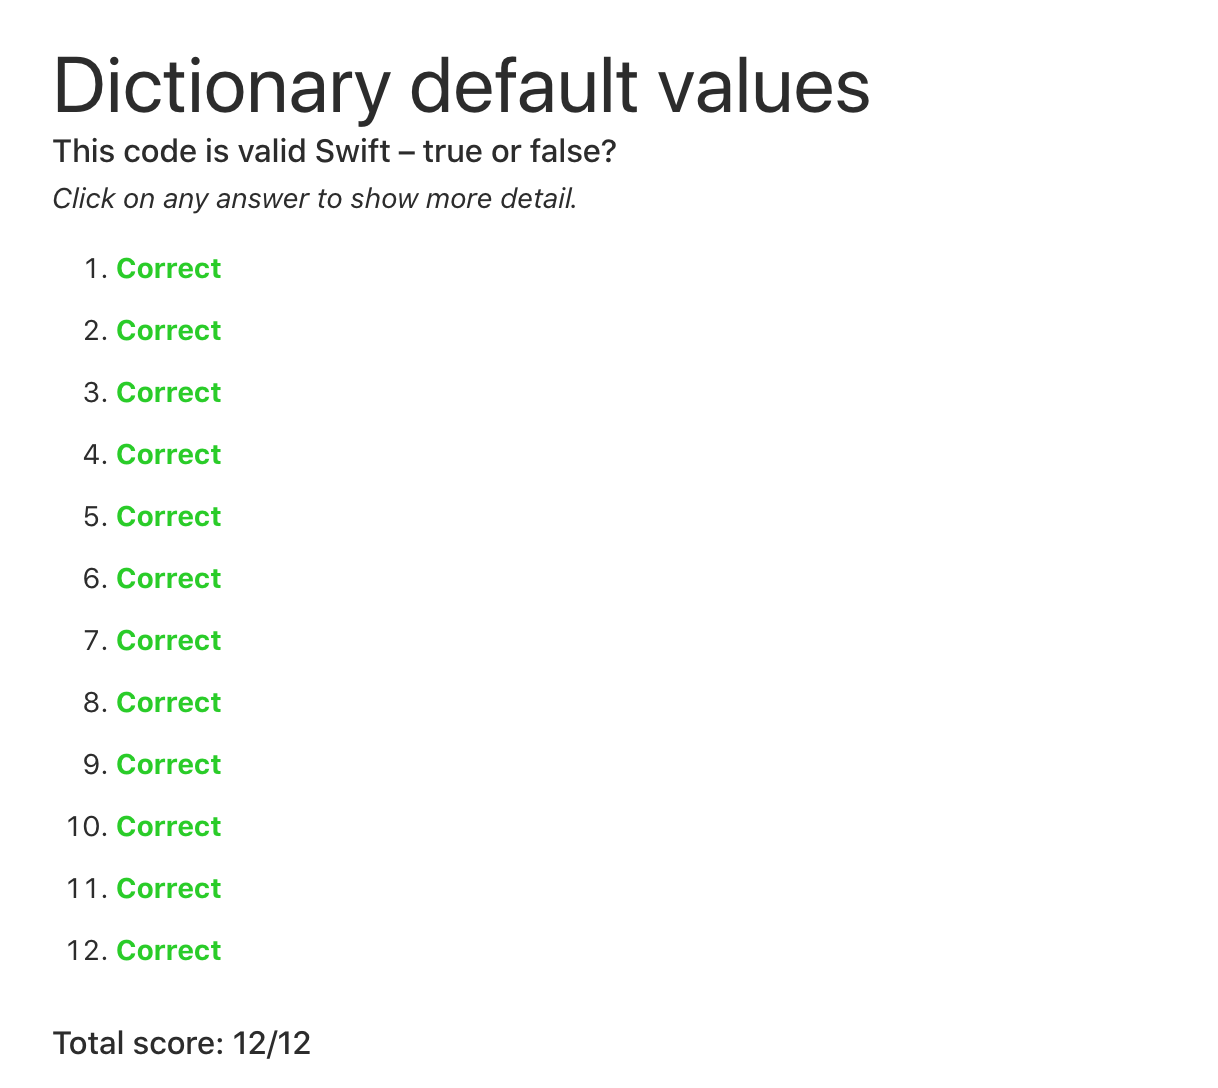 Dictionary default values
This code is valid Swift – true or false?
Click on any answer to show more detail.
1. Correct
2. Correct
3. Correct
4. Correct
5. Correct
6. Correct
7. Correct
8. Correct
9. Correct
10. Correct
11. Correct
12. Correct
Total score: 12/12